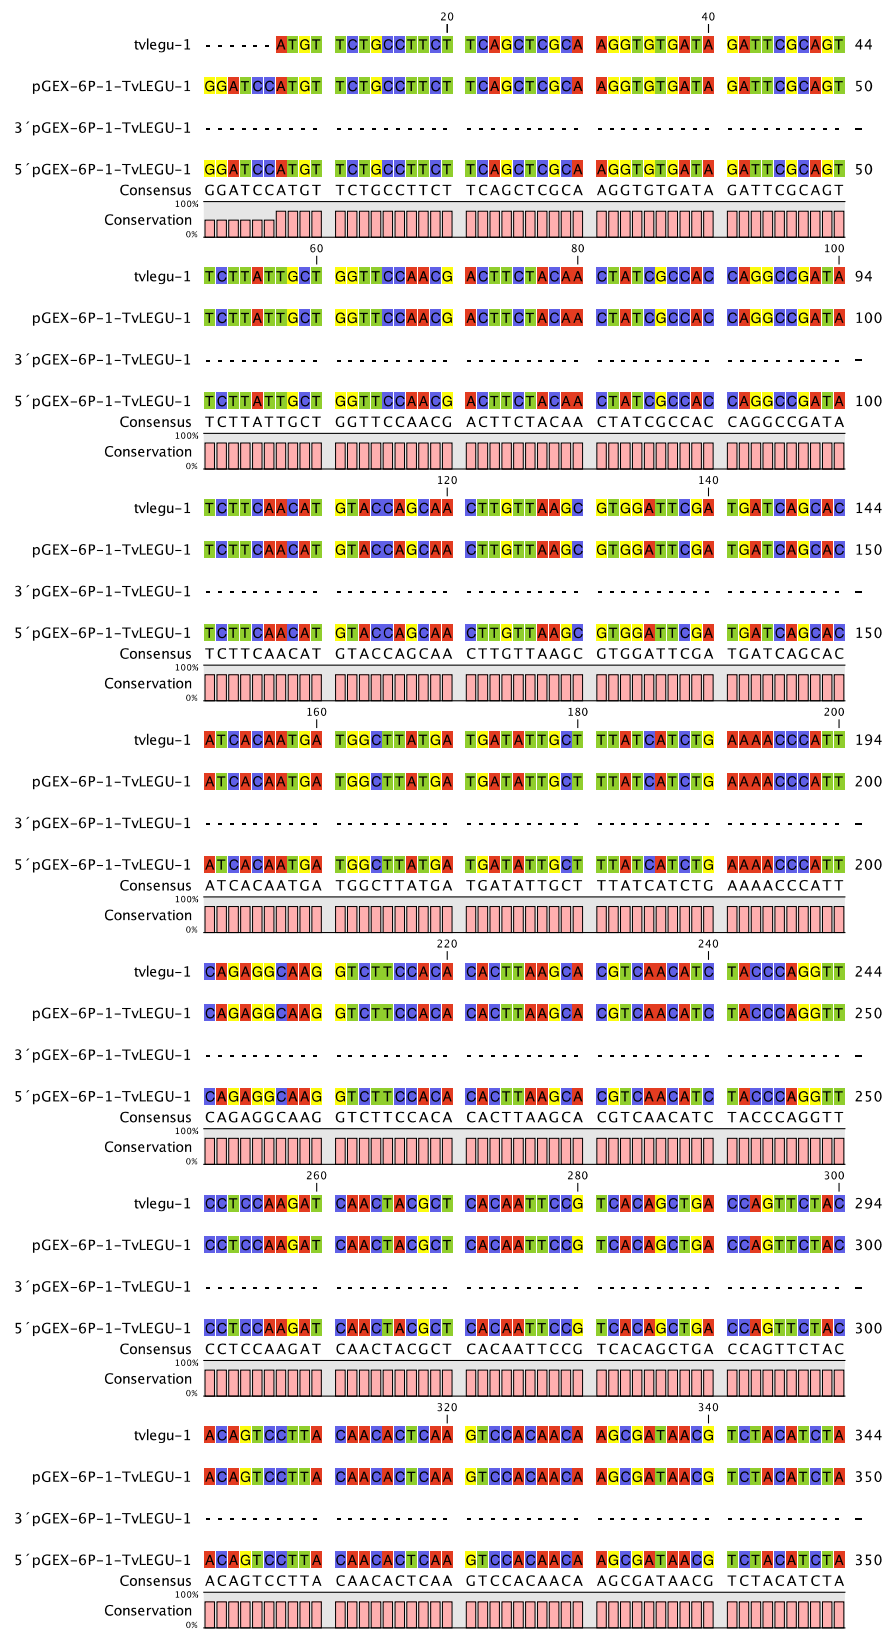 20 40
tvlegu-1 - - - - - - ATGT TCTGCCTTCT TCAGCTCGCA AGGTGTGATA GATTCGCAGT 44
pGEX-6P-1-TvLEGU-1 GGATCCATGT TCTGCCTTCT TCAGCTCGCA AGGTGTGATA GATTCGCAGT 50
3´pGEX-6P-1-TvLEGU-1 - - - - - - - - - - - - - - - - - - - - - - - - - - - - - - - - - - - - - - - - - - - - - - - - - - –
5´pGEX-6P-1-TvLEGU-1 GGATCCATGT TCTGCCTTCT TCAGCTCGCA AGGTGTGATA GATTCGCAGT 50
Consensus GGATCCATGT TCTGCCTTCT TCAGCTCGCA AGGTGTGATA GATTCGCAGT
100%
Conservation
0%
60 80 100
tvlegu-1 TCTTATTGCT GGTTCCAACG ACTTCTACAA CTATCGCCAC CAGGCCGATA 94
pGEX-6P-1-TvLEGU-1 TCTTATTGCT GGTTCCAACG ACTTCTACAA CTATCGCCAC CAGGCCGATA 100
3´pGEX-6P-1-TvLEGU-1 - - - - - - - - - - - - - - - - - - - - - - - - - - - - - - - - - - - - - - - - - - - - - - - - - - –
5´pGEX-6P-1-TvLEGU-1 TCTTATTGCT GGTTCCAACG ACTTCTACAA CTATCGCCAC CAGGCCGATA 100
Consensus TCTTATTGCT GGTTCCAACG ACTTCTACAA CTATCGCCAC CAGGCCGATA
100%
Conservation
0%
120 140
tvlegu-1 TCTTCAACAT GTACCAGCAA CTTGTTAAGC GTGGATTCGA TGATCAGCAC 144
pGEX-6P-1-TvLEGU-1 TCTTCAACAT GTACCAGCAA CTTGTTAAGC GTGGATTCGA TGATCAGCAC 150
3´pGEX-6P-1-TvLEGU-1 - - - - - - - - - - - - - - - - - - - - - - - - - - - - - - - - - - - - - - - - - - - - - - - - - - –
5´pGEX-6P-1-TvLEGU-1 TCTTCAACAT GTACCAGCAA CTTGTTAAGC GTGGATTCGA TGATCAGCAC 150
Consensus TCTTCAACAT GTACCAGCAA CTTGTTAAGC GTGGATTCGA TGATCAGCAC
100%
Conservation
0%
160 180 200
tvlegu-1 ATCACAATGA TGGCTTATGA TGATATTGCT TTATCATCTG AAAACCCATT 194
pGEX-6P-1-TvLEGU-1 ATCACAATGA TGGCTTATGA TGATATTGCT TTATCATCTG AAAACCCATT 200
3´pGEX-6P-1-TvLEGU-1 - - - - - - - - - - - - - - - - - - - - - - - - - - - - - - - - - - - - - - - - - - - - - - - - - - –
5´pGEX-6P-1-TvLEGU-1 ATCACAATGA TGGCTTATGA TGATATTGCT TTATCATCTG AAAACCCATT 200
Consensus ATCACAATGA TGGCTTATGA TGATATTGCT TTATCATCTG AAAACCCATT
100%
Conservation
0%
220 240
tvlegu-1 CAGAGGCAAG GTCTTCCACA CACTTAAGCA CGTCAACATC TACCCAGGTT 244
pGEX-6P-1-TvLEGU-1 CAGAGGCAAG GTCTTCCACA CACTTAAGCA CGTCAACATC TACCCAGGTT 250
3´pGEX-6P-1-TvLEGU-1 - - - - - - - - - - - - - - - - - - - - - - - - - - - - - - - - - - - - - - - - - - - - - - - - - - –
5´pGEX-6P-1-TvLEGU-1 CAGAGGCAAG GTCTTCCACA CACTTAAGCA CGTCAACATC TACCCAGGTT 250
Consensus CAGAGGCAAG GTCTTCCACA CACTTAAGCA CGTCAACATC TACCCAGGTT
100%
Conservation
0%
260 280 300
tvlegu-1 CCTCCAAGAT CAACTACGCT CACAATTCCG TCACAGCTGA CCAGTTCTAC 294
pGEX-6P-1-TvLEGU-1 CCTCCAAGAT CAACTACGCT CACAATTCCG TCACAGCTGA CCAGTTCTAC 300
3´pGEX-6P-1-TvLEGU-1 - - - - - - - - - - - - - - - - - - - - - - - - - - - - - - - - - - - - - - - - - - - - - - - - - - –
5´pGEX-6P-1-TvLEGU-1 CCTCCAAGAT CAACTACGCT CACAATTCCG TCACAGCTGA CCAGTTCTAC 300
Consensus CCTCCAAGAT CAACTACGCT CACAATTCCG TCACAGCTGA CCAGTTCTAC
100%
Conservation
0%
320 340
tvlegu-1 ACAGTCCTTA CAACACTCAA GTCCACAACA AGCGATAACG TCTACATCTA 344
pGEX-6P-1-TvLEGU-1 ACAGTCCTTA CAACACTCAA GTCCACAACA AGCGATAACG TCTACATCTA 350
3´pGEX-6P-1-TvLEGU-1 - - - - - - - - - - - - - - - - - - - - - - - - - - - - - - - - - - - - - - - - - - - - - - - - - - –
5´pGEX-6P-1-TvLEGU-1 ACAGTCCTTA CAACACTCAA GTCCACAACA AGCGATAACG TCTACATCTA 350
Consensus ACAGTCCTTA CAACACTCAA GTCCACAACA AGCGATAACG TCTACATCTA
100%
Conservation
0%